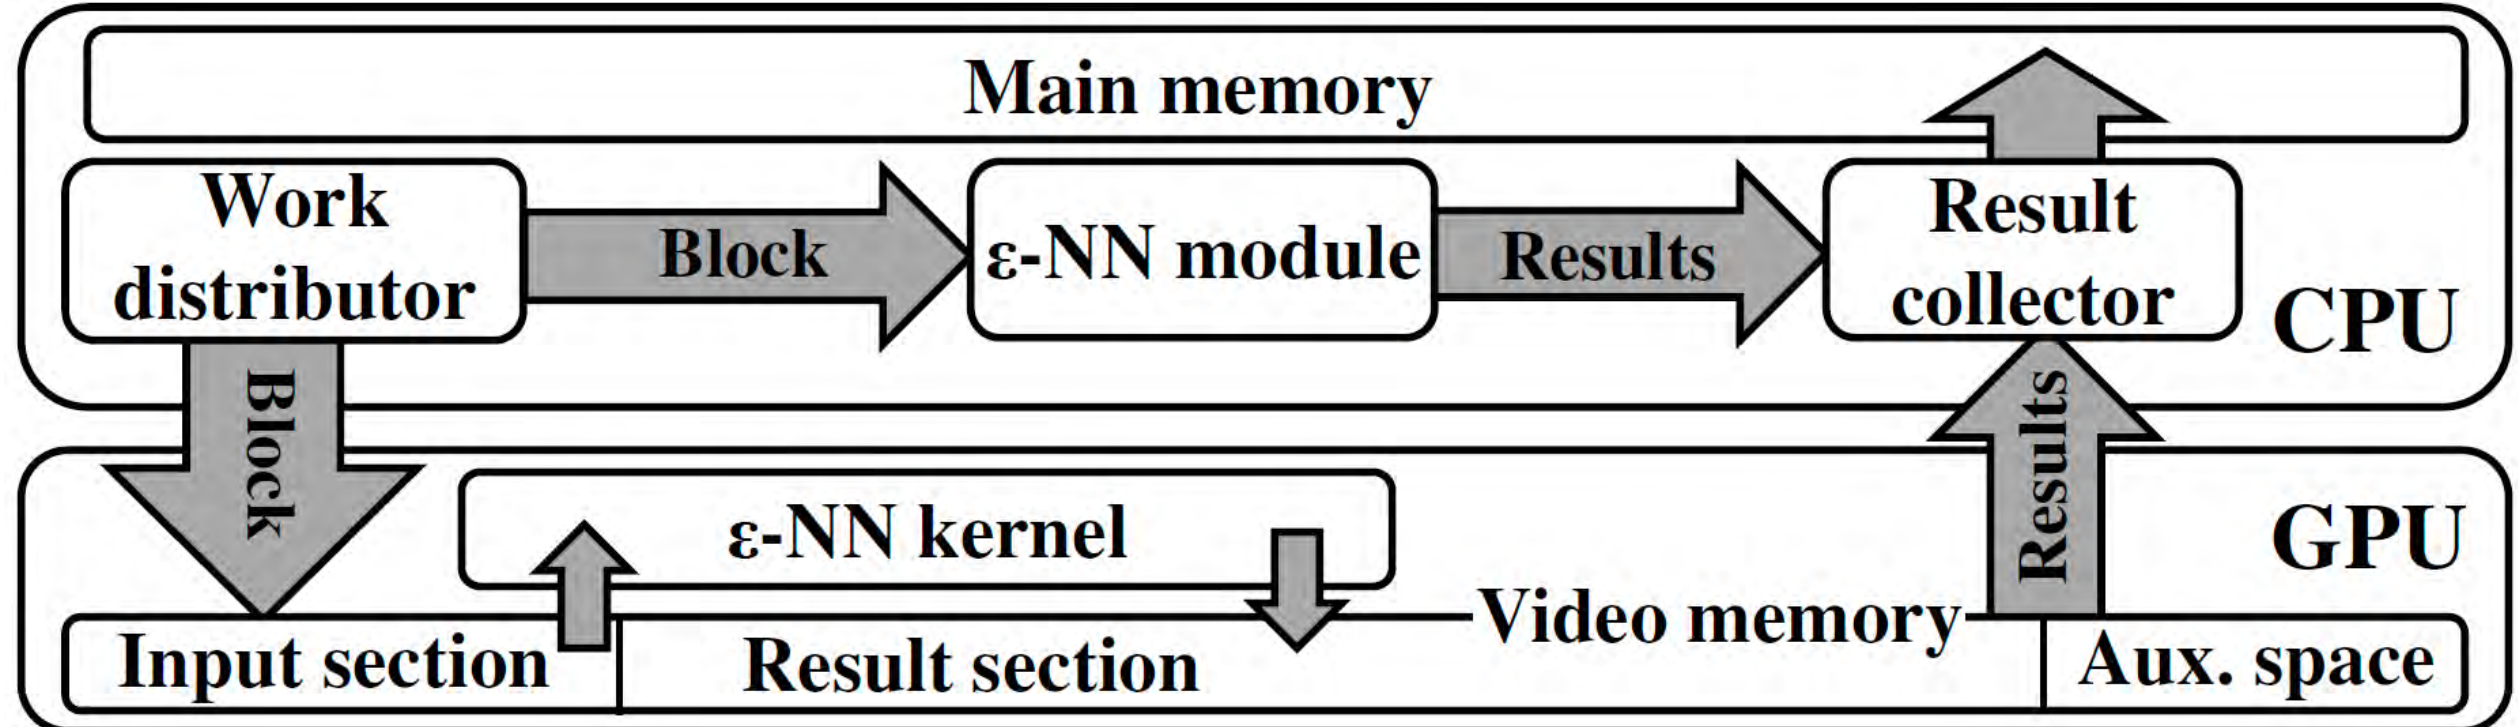 Main memory
Work
distributor
Block
ε-NN module
Results
Result
collector
CPU
Block
Results
ε-NN kernel
GPU
Video memory
Input section
Result section
Aux. space